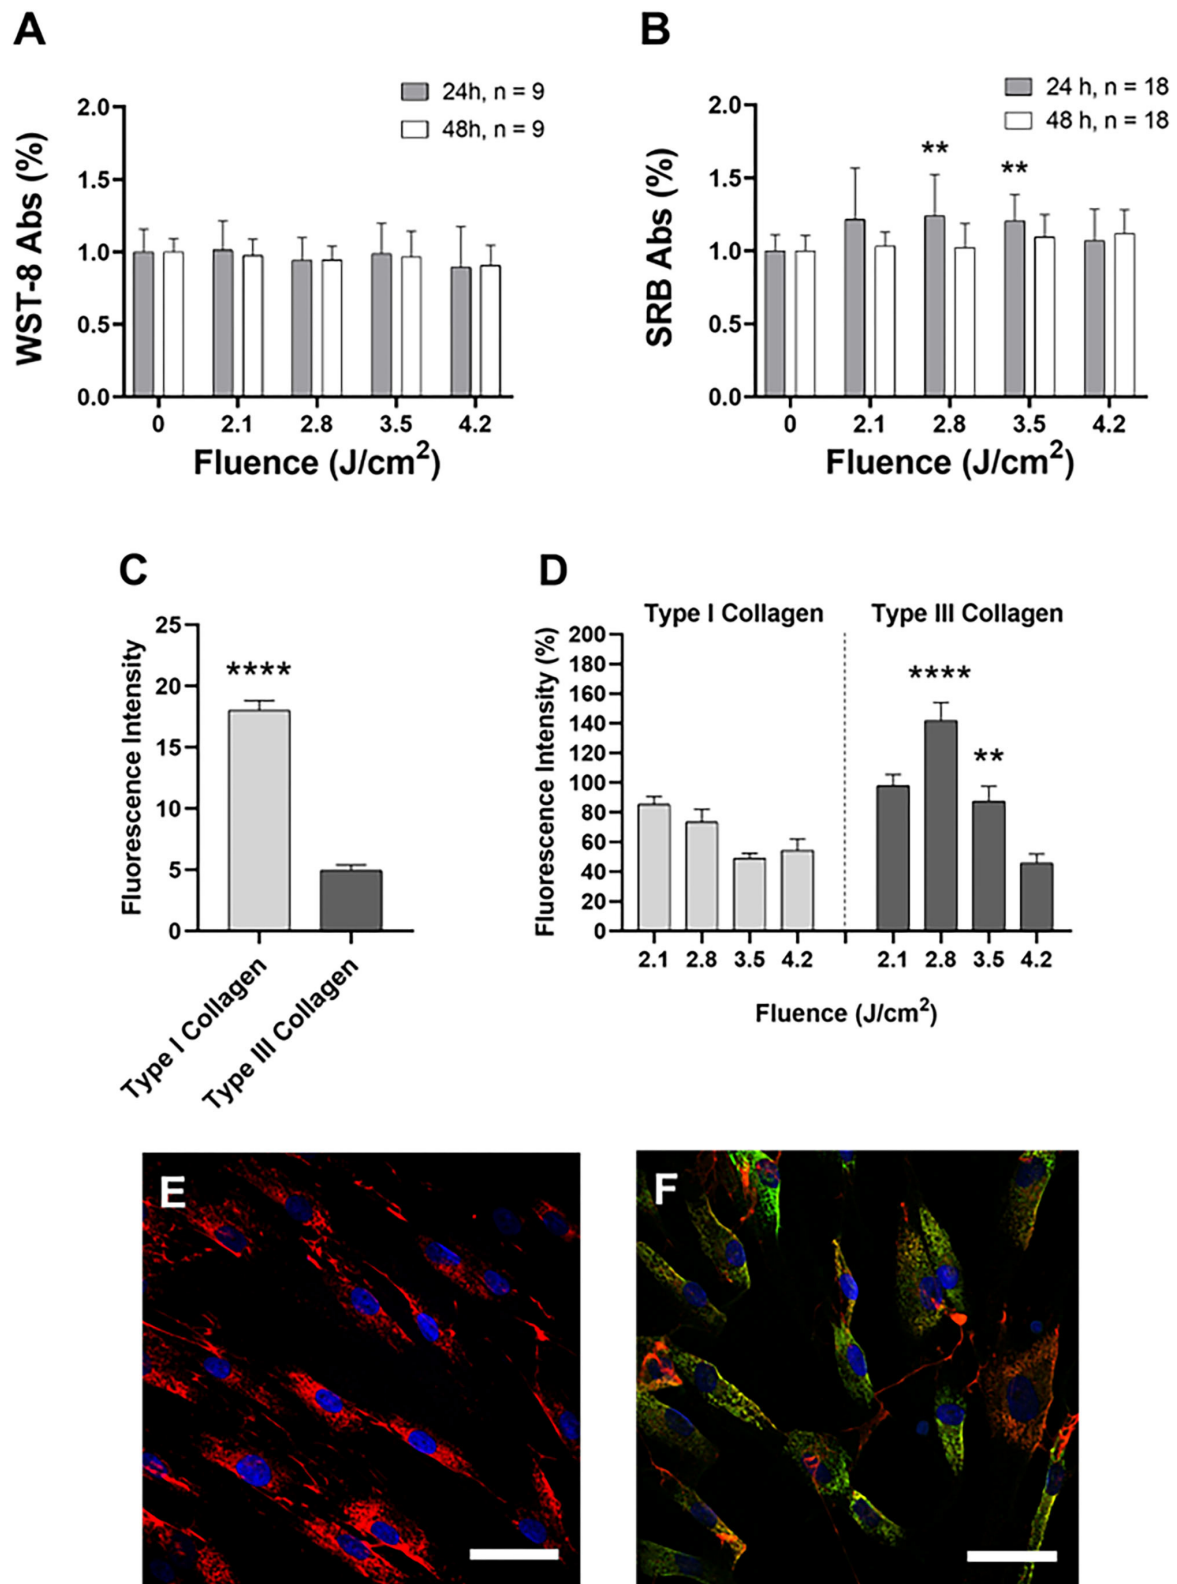 A
24h, n = 9
48h, n = 9
WST-8 Abs (%)
2.0
1.5
1.0
0.5
0.0
0 2.1 2.8 3.5 4.2
Fluence (J/cm²)
B
24 h, n = 18
48 h, n = 18
SRB Abs (%)
2.0
1.5
1.0
0.5
0.0
** **
0 2.1 2.8 3.5 4.2
Fluence (J/cm²)
C
Fluorescence Intensity
25
20
15
10
5
0
****
Type I Collagen
Type III Collagen
D
Type I Collagen Type III Collagen
Fluorescence Intensity (%)
200
180
160
140
120
100
80
60
40
20
0
****
**
2.1 2.8 3.5 4.2 2.1 2.8 3.5 4.2
Fluence (J/cm²)
E
F